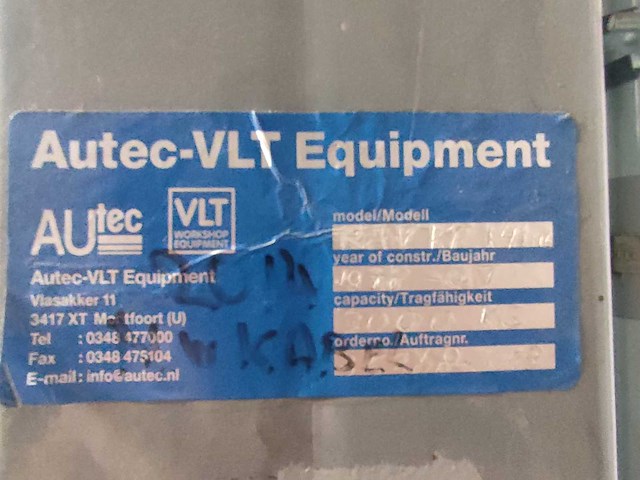 Autec-VLT Equipment
AUtec
VLT
WORKSHOP
EQUIPMENT
Autec-VLT Equipment
Vlasakker 11
3417 XT Montfoort (U)
Tel : 0348 477000
Fax : 0348 475104
E-mail: info@autec.nl
model/Modell
year of constr./Baujahr
capacity/Tragfähigkeit
orderno./Auftragnr.
KABEL